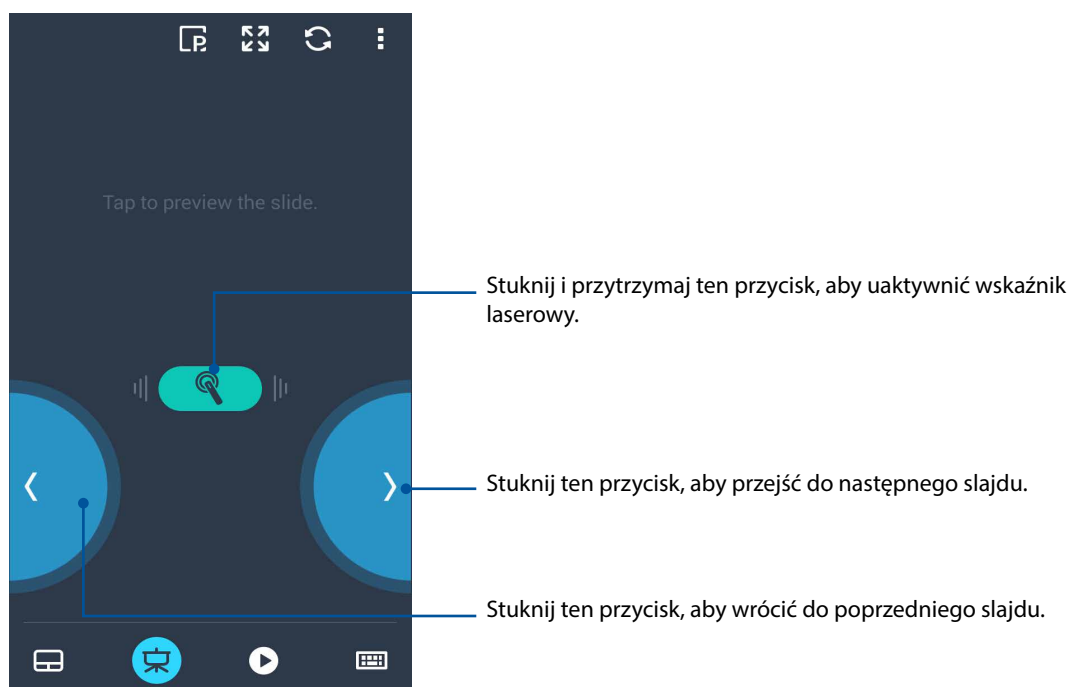 P
Tap to preview the slide.
Stuknij i przytrzymaj ten przycisk, aby uaktywnić wskaźnik
laserowy.
Stuknij ten przycisk, aby przejść do następnego slajdu.
Stuknij ten przycisk, aby wrócić do poprzedniego slajdu.